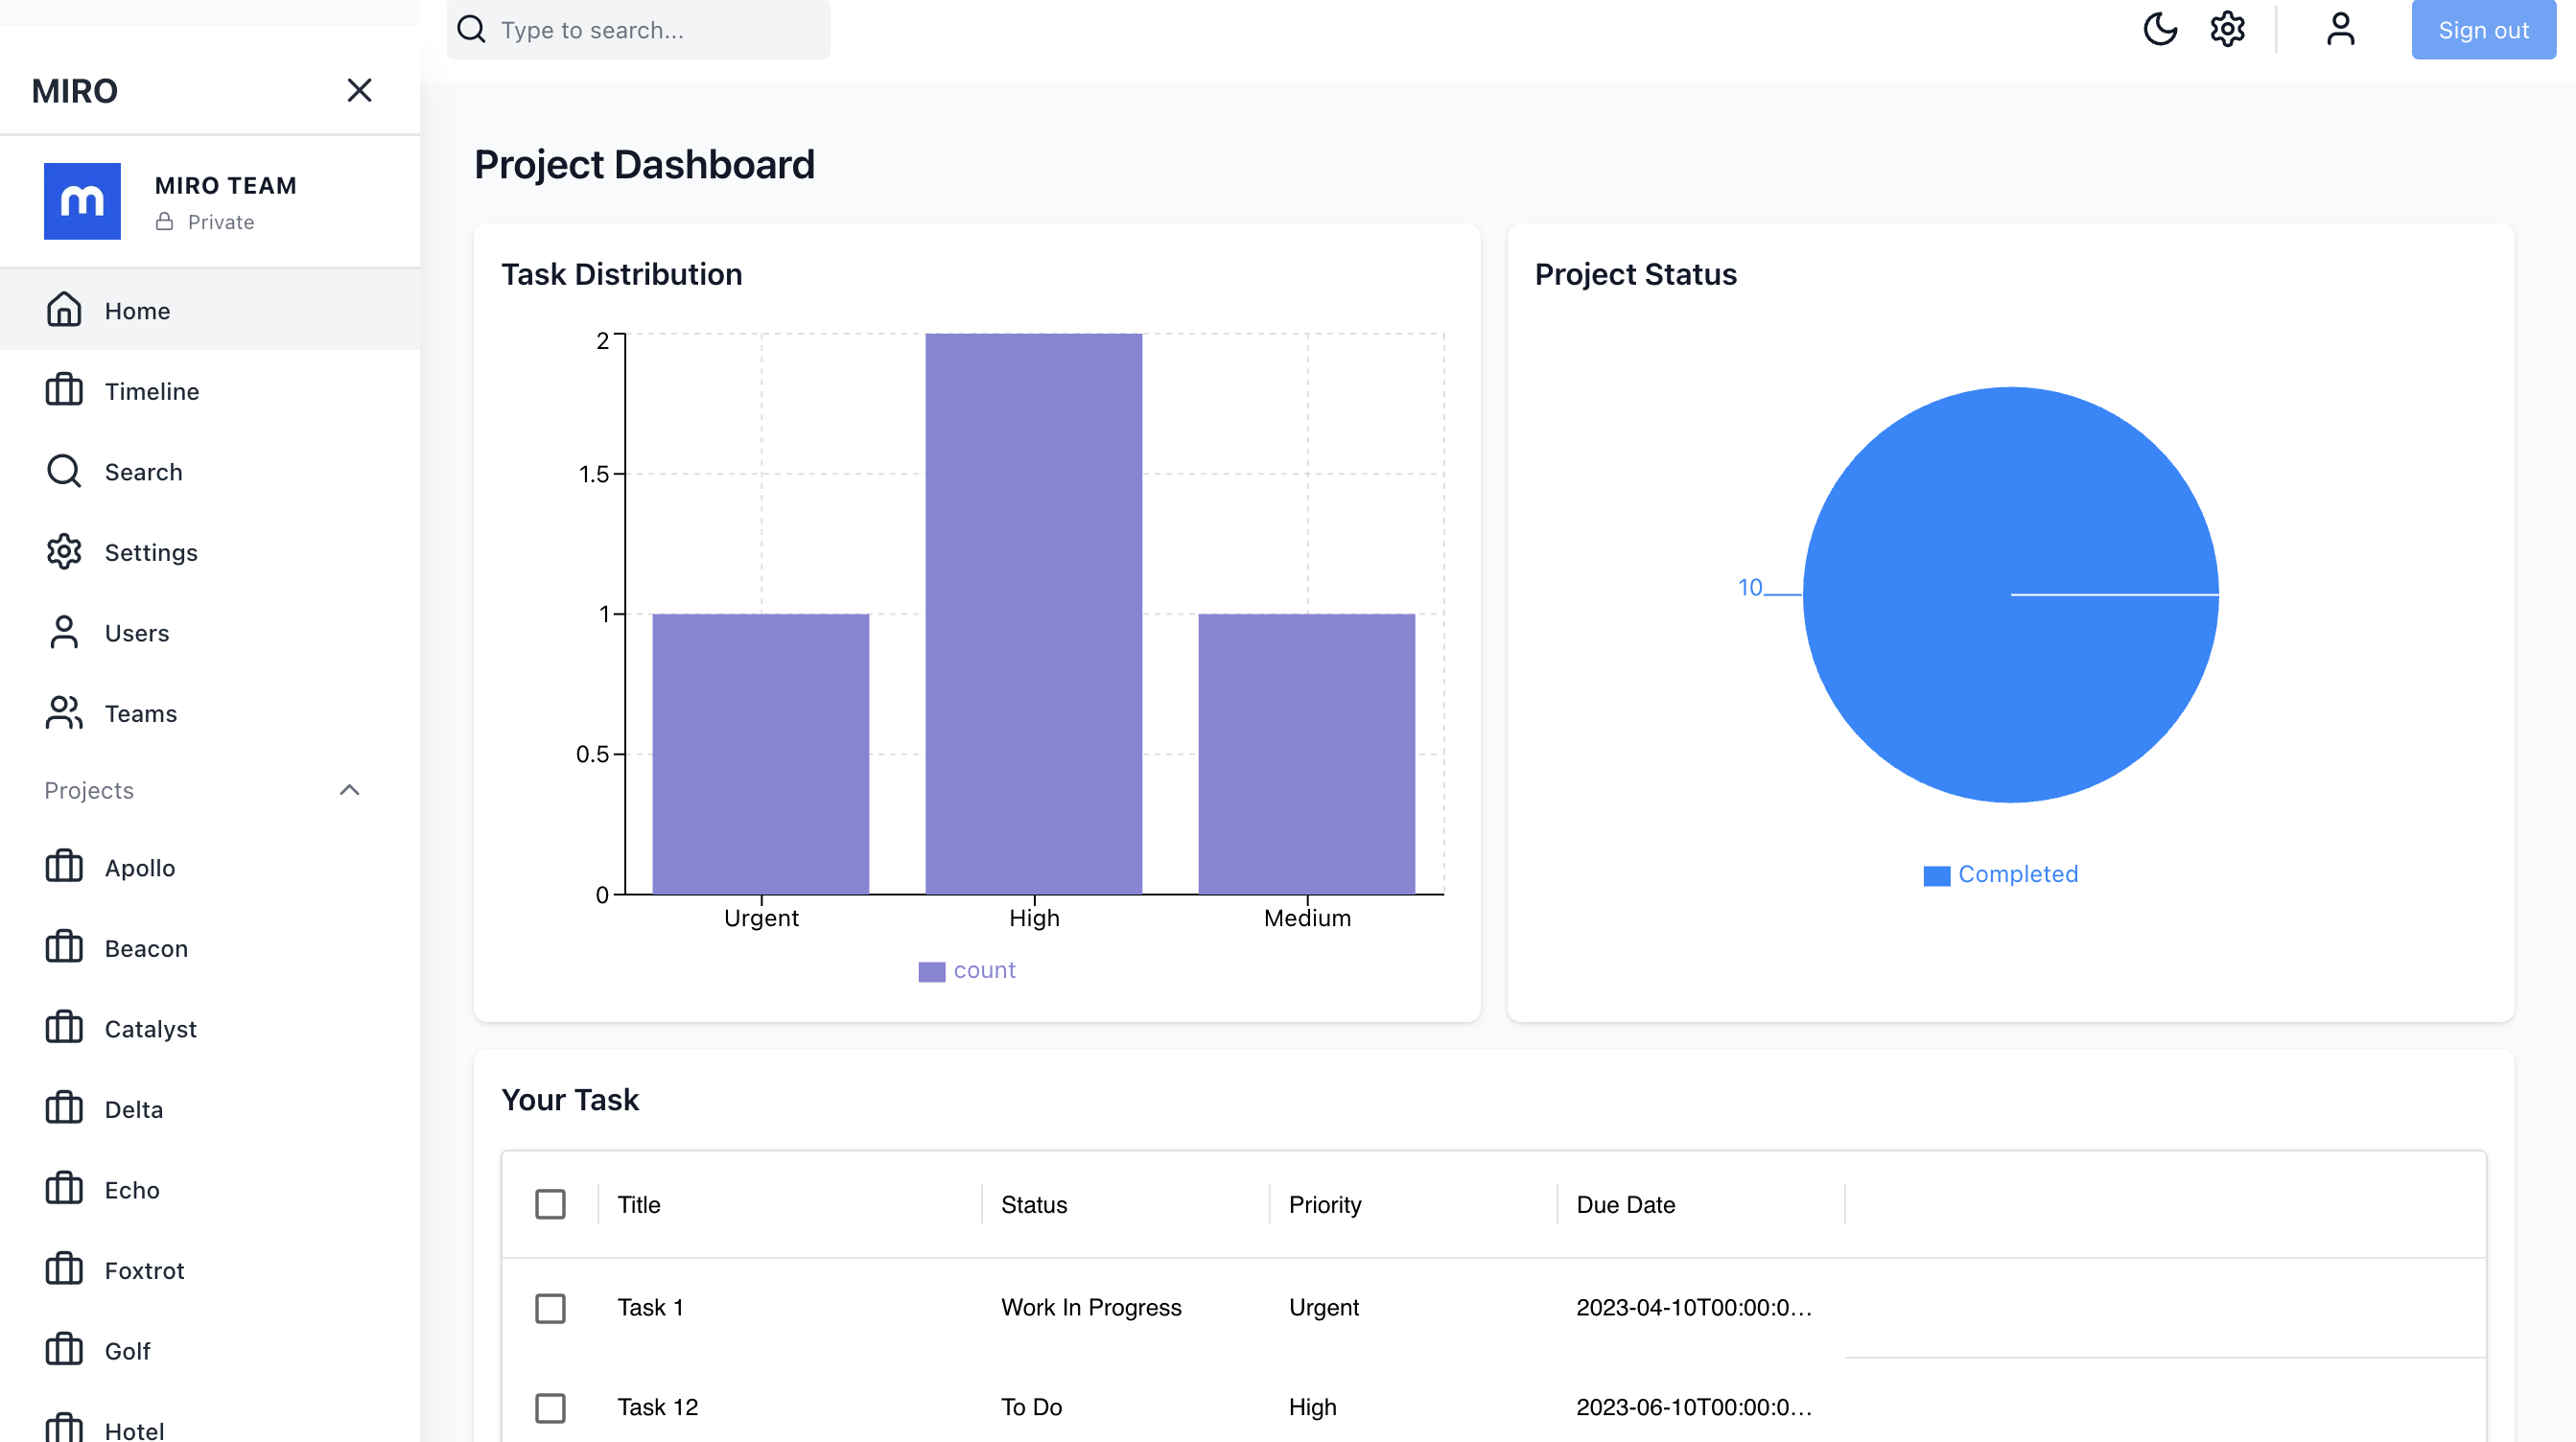 Type to search...
Sign out
MIRO
m
MIRO TEAM
Private
Home
Timeline
Search
Settings
Users
Teams
Projects
Apollo
Beacon
Catalyst
Delta
Echo
Foxtrot
Golf
Hotel
Project Dashboard
Task Distribution
2
1.5
1
0.5
0
Urgent High Medium
count
Project Status
10
Completed
Your Task
Title Status Priority Due Date
Task 1 Work In Progress Urgent 2023-04-10T00:00:0...
Task 12 To Do High 2023-06-10T00:00:0...